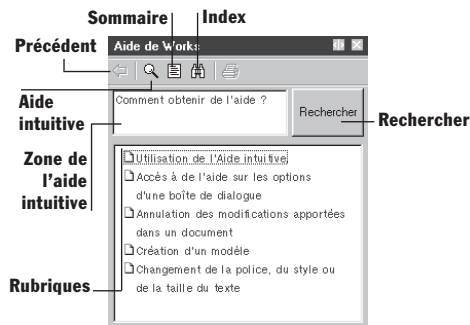 Sommaire
Index
Précédent
Aide de Works
Aide
intuitive
Comment obtenir de l'aide ?
Rechercher
Rechercher
Zone de
l'aide
intuitive
Utilisation de l'Aide intuitive
Accès à de l'aide sur les options
d'une boîte de dialogue
Annulation des modifications apportées
dans un document
Création d'un modèle
Changement de la police, du style ou
de la taille du texte
Rubriques